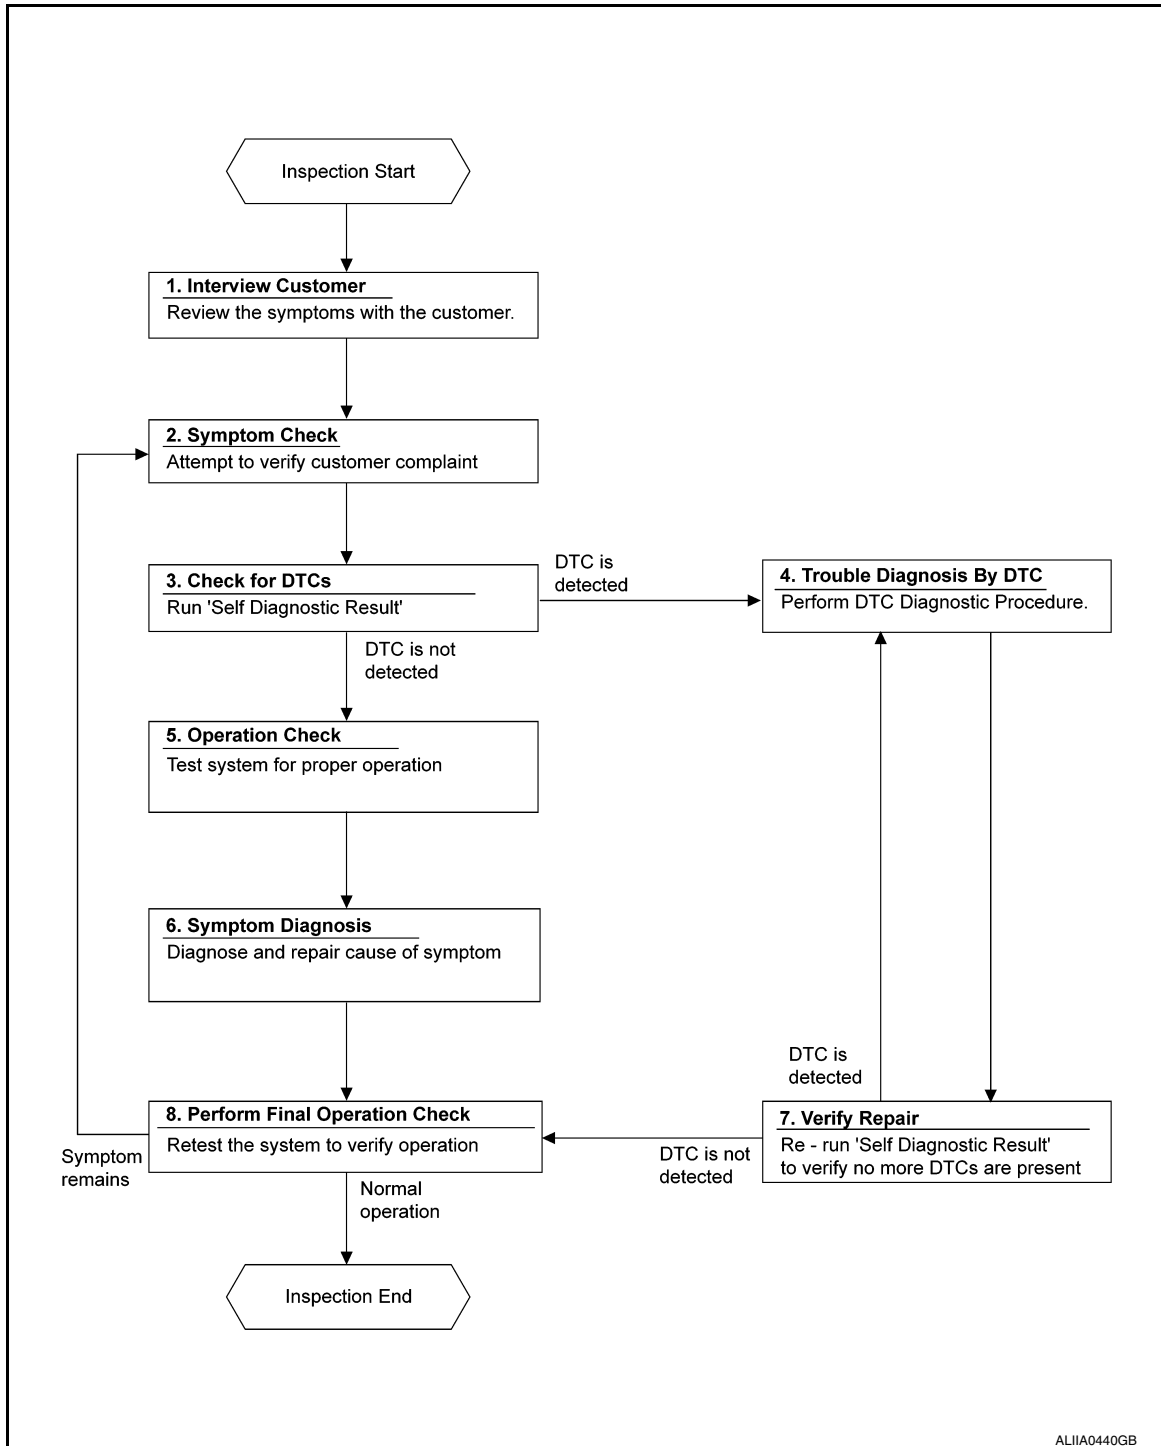 Inspection Start
1. Interview Customer
Review the symptoms with the customer.
2. Symptom Check
Attempt to verify customer complaint
3. Check for DTCs
Run 'Self Diagnostic Result'
DTC is
detected
4. Trouble Diagnosis By DTC
Perform DTC Diagnostic Procedure.
DTC is not
detected
5. Operation Check
Test system for proper operation
6. Symptom Diagnosis
Diagnose and repair cause of symptom
DTC is
detected
7. Verify Repair
Re - run 'Self Diagnostic Result'
to verify no more DTCs are present
DTC is not
detected
8. Perform Final Operation Check
Retest the system to verify operation
Symptom
remains
Normal
operation
Inspection End
ALIIA0440GB